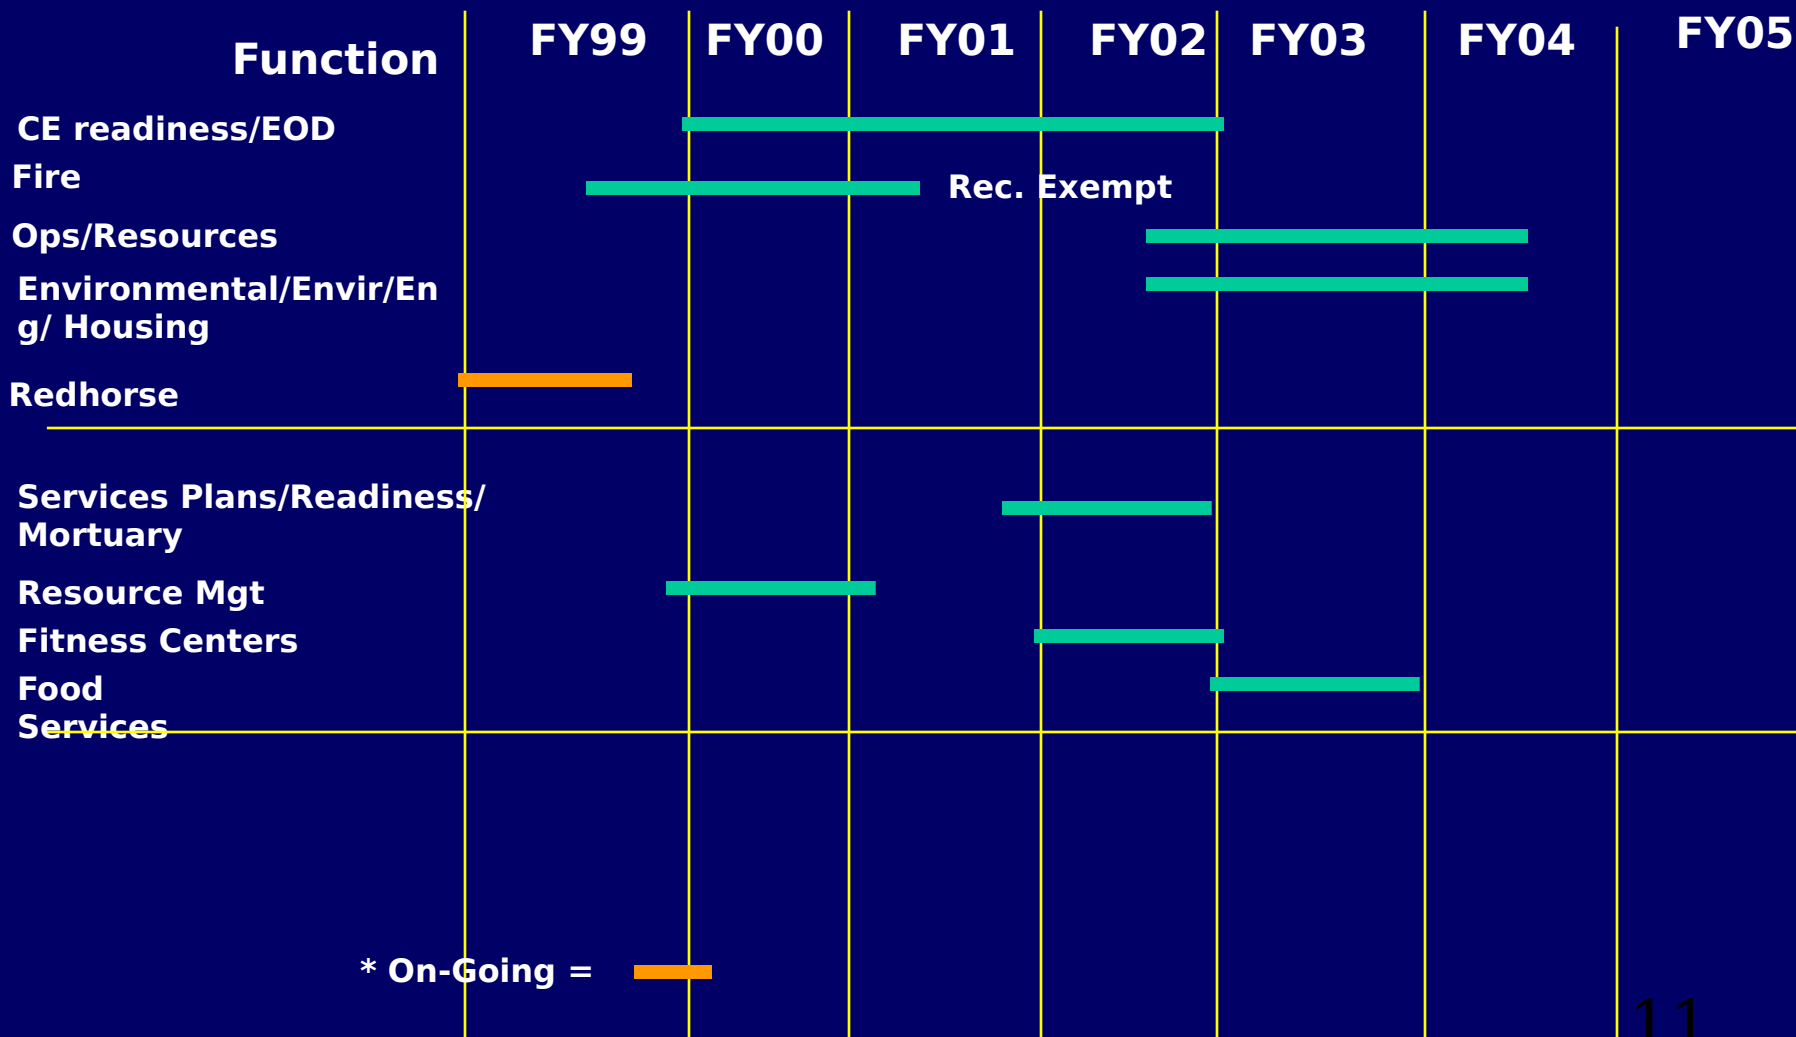 Function FY99 FY00 FY01 FY02 FY03 FY04 FY05
CE readiness/EOD
Fire
Rec. Exempt
Ops/Resources
Environmental/Envir/En
g/ Housing
Redhorse
Services Plans/Readiness/
Mortuary
Resource Mgt
Fitness Centers
Food
Services
* On-Going =
11